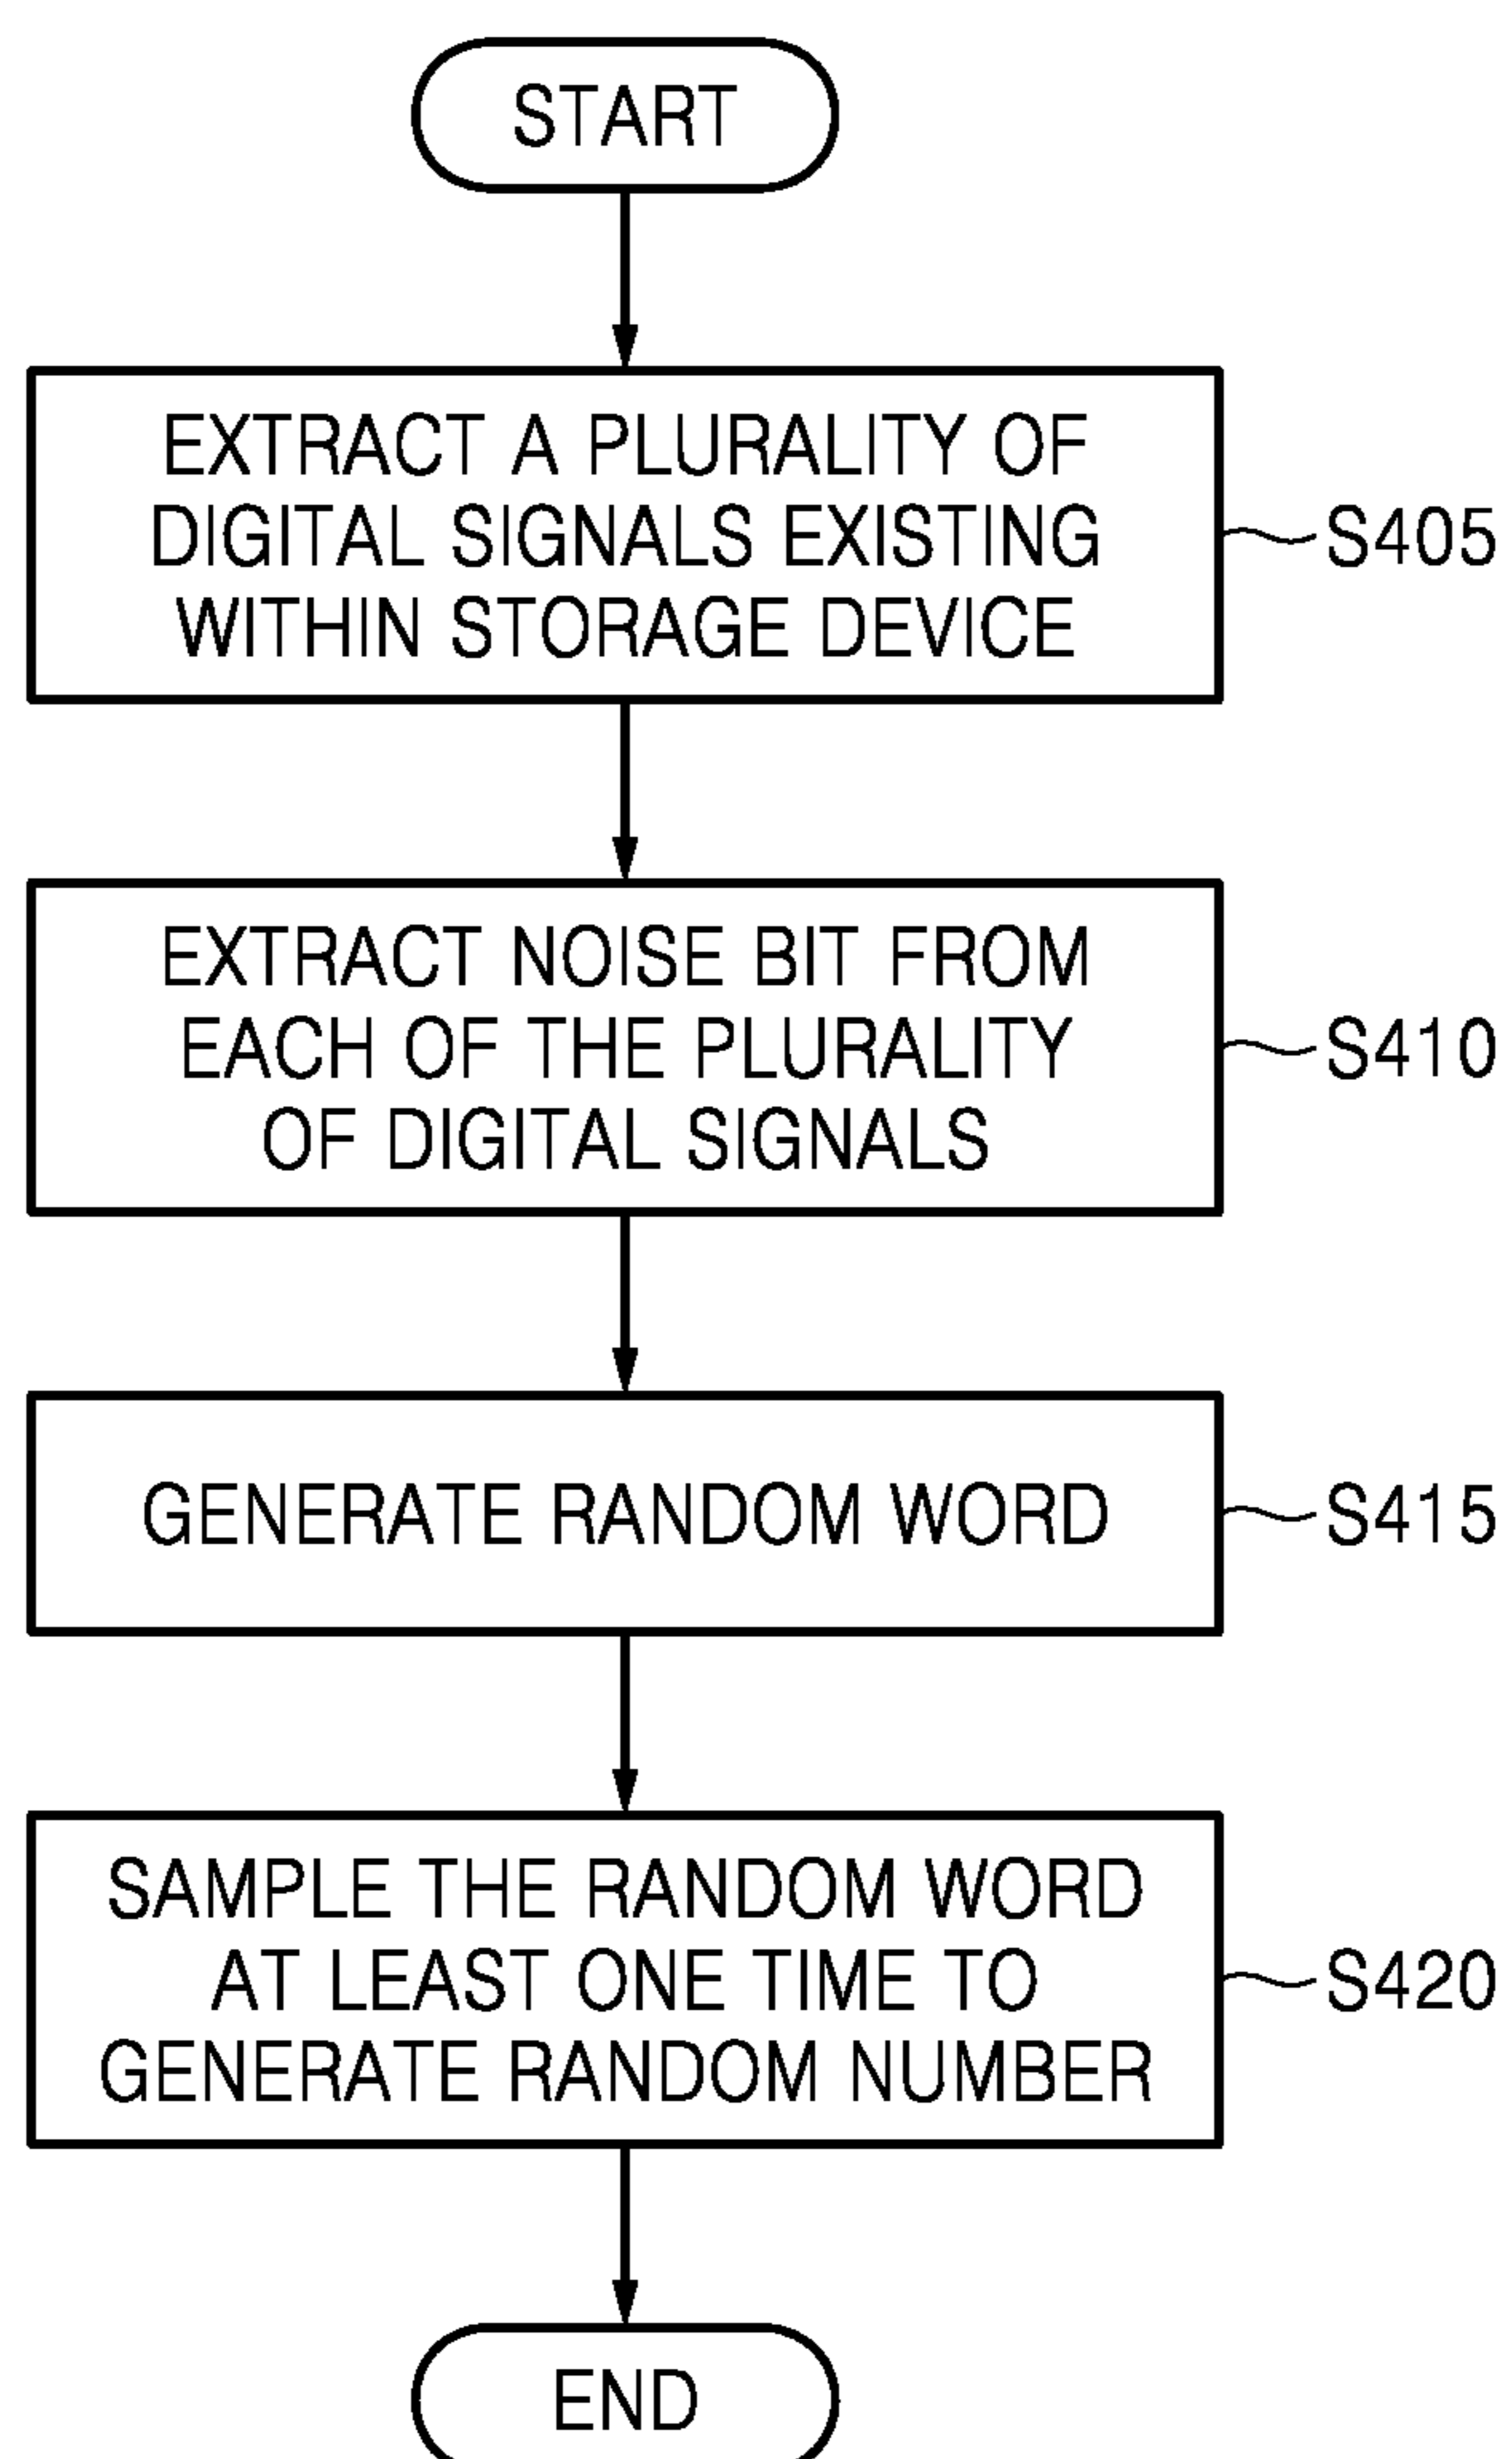 START
EXTRACT A PLURALITY OF
DIGITAL SIGNALS EXISTING
WITHIN STORAGE DEVICE
S405
EXTRACT NOISE BIT FROM
EACH OF THE PLURALITY
OF DIGITAL SIGNALS
S410
GENERATE RANDOM WORD
S415
SAMPLE THE RANDOM WORD
AT LEAST ONE TIME TO
GENERATE RANDOM NUMBER
S420
END